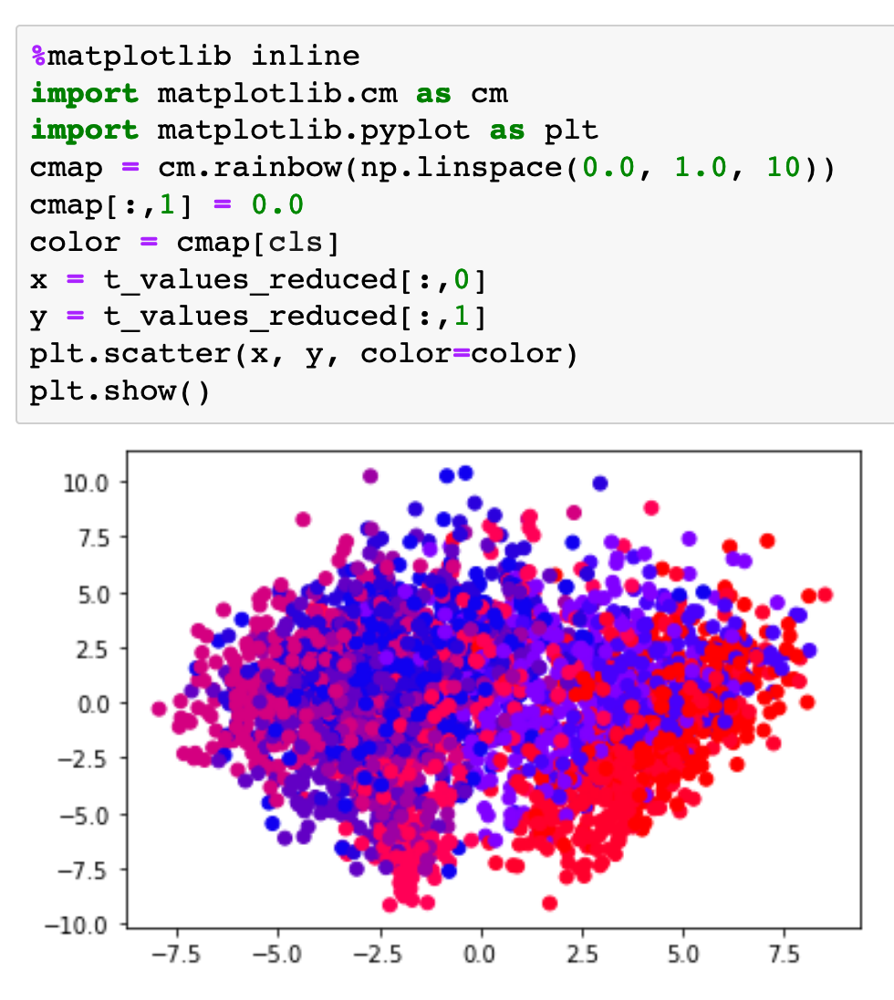 %matplotlib inline
import matplotlib.cm as cm
import matplotlib.pyplot as plt
cmap = cm.rainbow(np.linspace(0.0, 1.0, 10))
cmap[:,1] = 0.0
color = cmap[cls]
x = t_values_reduced[:,0]
y = t_values_reduced[:,1]
plt.scatter(x, y, color=color)
plt.show()
10.0
7.5
5.0
2.5
0.0
−2.5
−5.0
−7.5
−10.0
−7.5 −5.0 −2.5 0.0 2.5 5.0 7.5